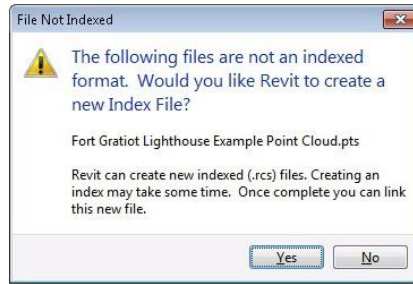 File Not Indexed
The following files are not an indexed
format. Would you like Revit to create a
new Index File?
Fort Gratiot Lighthouse Example Point Cloud.pts
Revit can create new indexed (.rcs) files. Creating an
index may take some time. Once complete you can link
this new file.
Yes
No